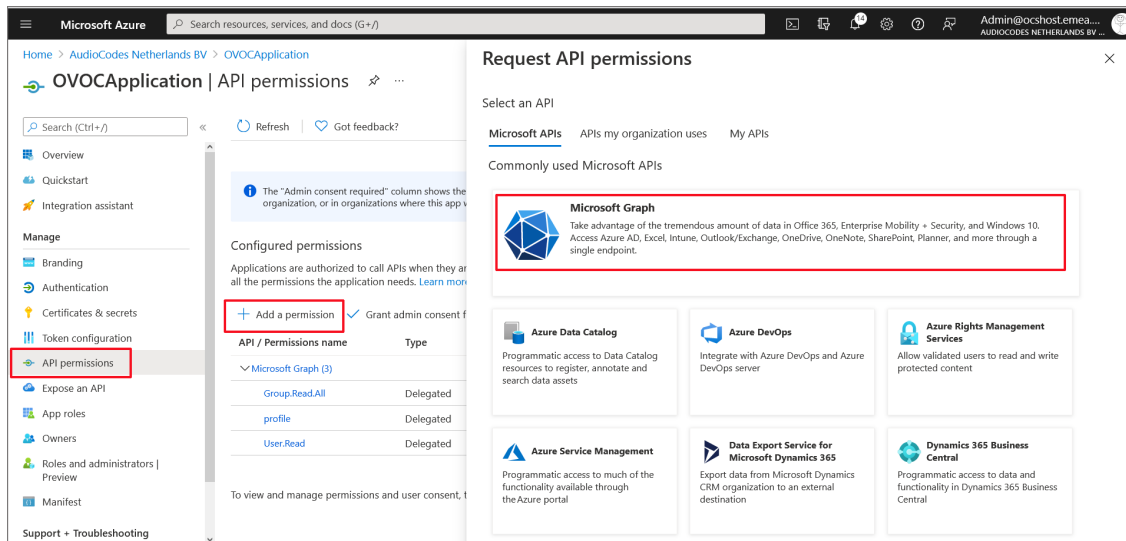 Microsoft Azure
Search resources, services, and docs (G+/)
14
Admin@ocshost.emea....
AUDIOCODES NETHERLANDS BV ...
Home > AudioCodes Netherlands BV > OVOCApplication
OVOCApplication | API permissions
Search (Ctrl+/)
Overview
Quickstart
Integration assistant
Manage
Branding
Authentication
Certificates & secrets
Token configuration
API permissions
Expose an API
App roles
Owners
Roles and administrators |
Preview
Manifest
Support + Troubleshooting
Refresh
Got feedback?
The "Admin consent required" column shows the
organization, or in organizations where this app w
Configured permissions
Applications are authorized to call APIs when they ar
all the permissions the application needs. Learn more
Add a permission
Grant admin consent f
API / Permissions name Type
Microsoft Graph (3)
Group.Read.All Delegated
profile Delegated
User.Read Delegated
To view and manage permissions and user consent, t
Request API permissions
Select an API
Microsoft APIs APIs my organization uses My APIs
Commonly used Microsoft APIs
Microsoft Graph
Take advantage of the tremendous amount of data in Office 365, Enterprise Mobility + Security, and Windows 10.
Access Azure AD, Excel, Intune, Outlook/Exchange, OneDrive, OneNote, SharePoint, Planner, and more through a
single endpoint.
Azure Data Catalog
Programmatic access to Data Catalog
resources to register, annotate and
search data assets
Azure DevOps
Integrate with Azure DevOps and Azure
DevOps server
Azure Rights Management
Services
Allow validated users to read and write
protected content
Azure Service Management
Programmatic access to much of the
functionality available through
the Azure portal
Data Export Service for
Microsoft Dynamics 365
Export data from Microsoft Dynamics
CRM organization to an external
destination
Dynamics 365 Business
Central
Programmatic access to data and
functionality in Dynamics 365 Business
Central